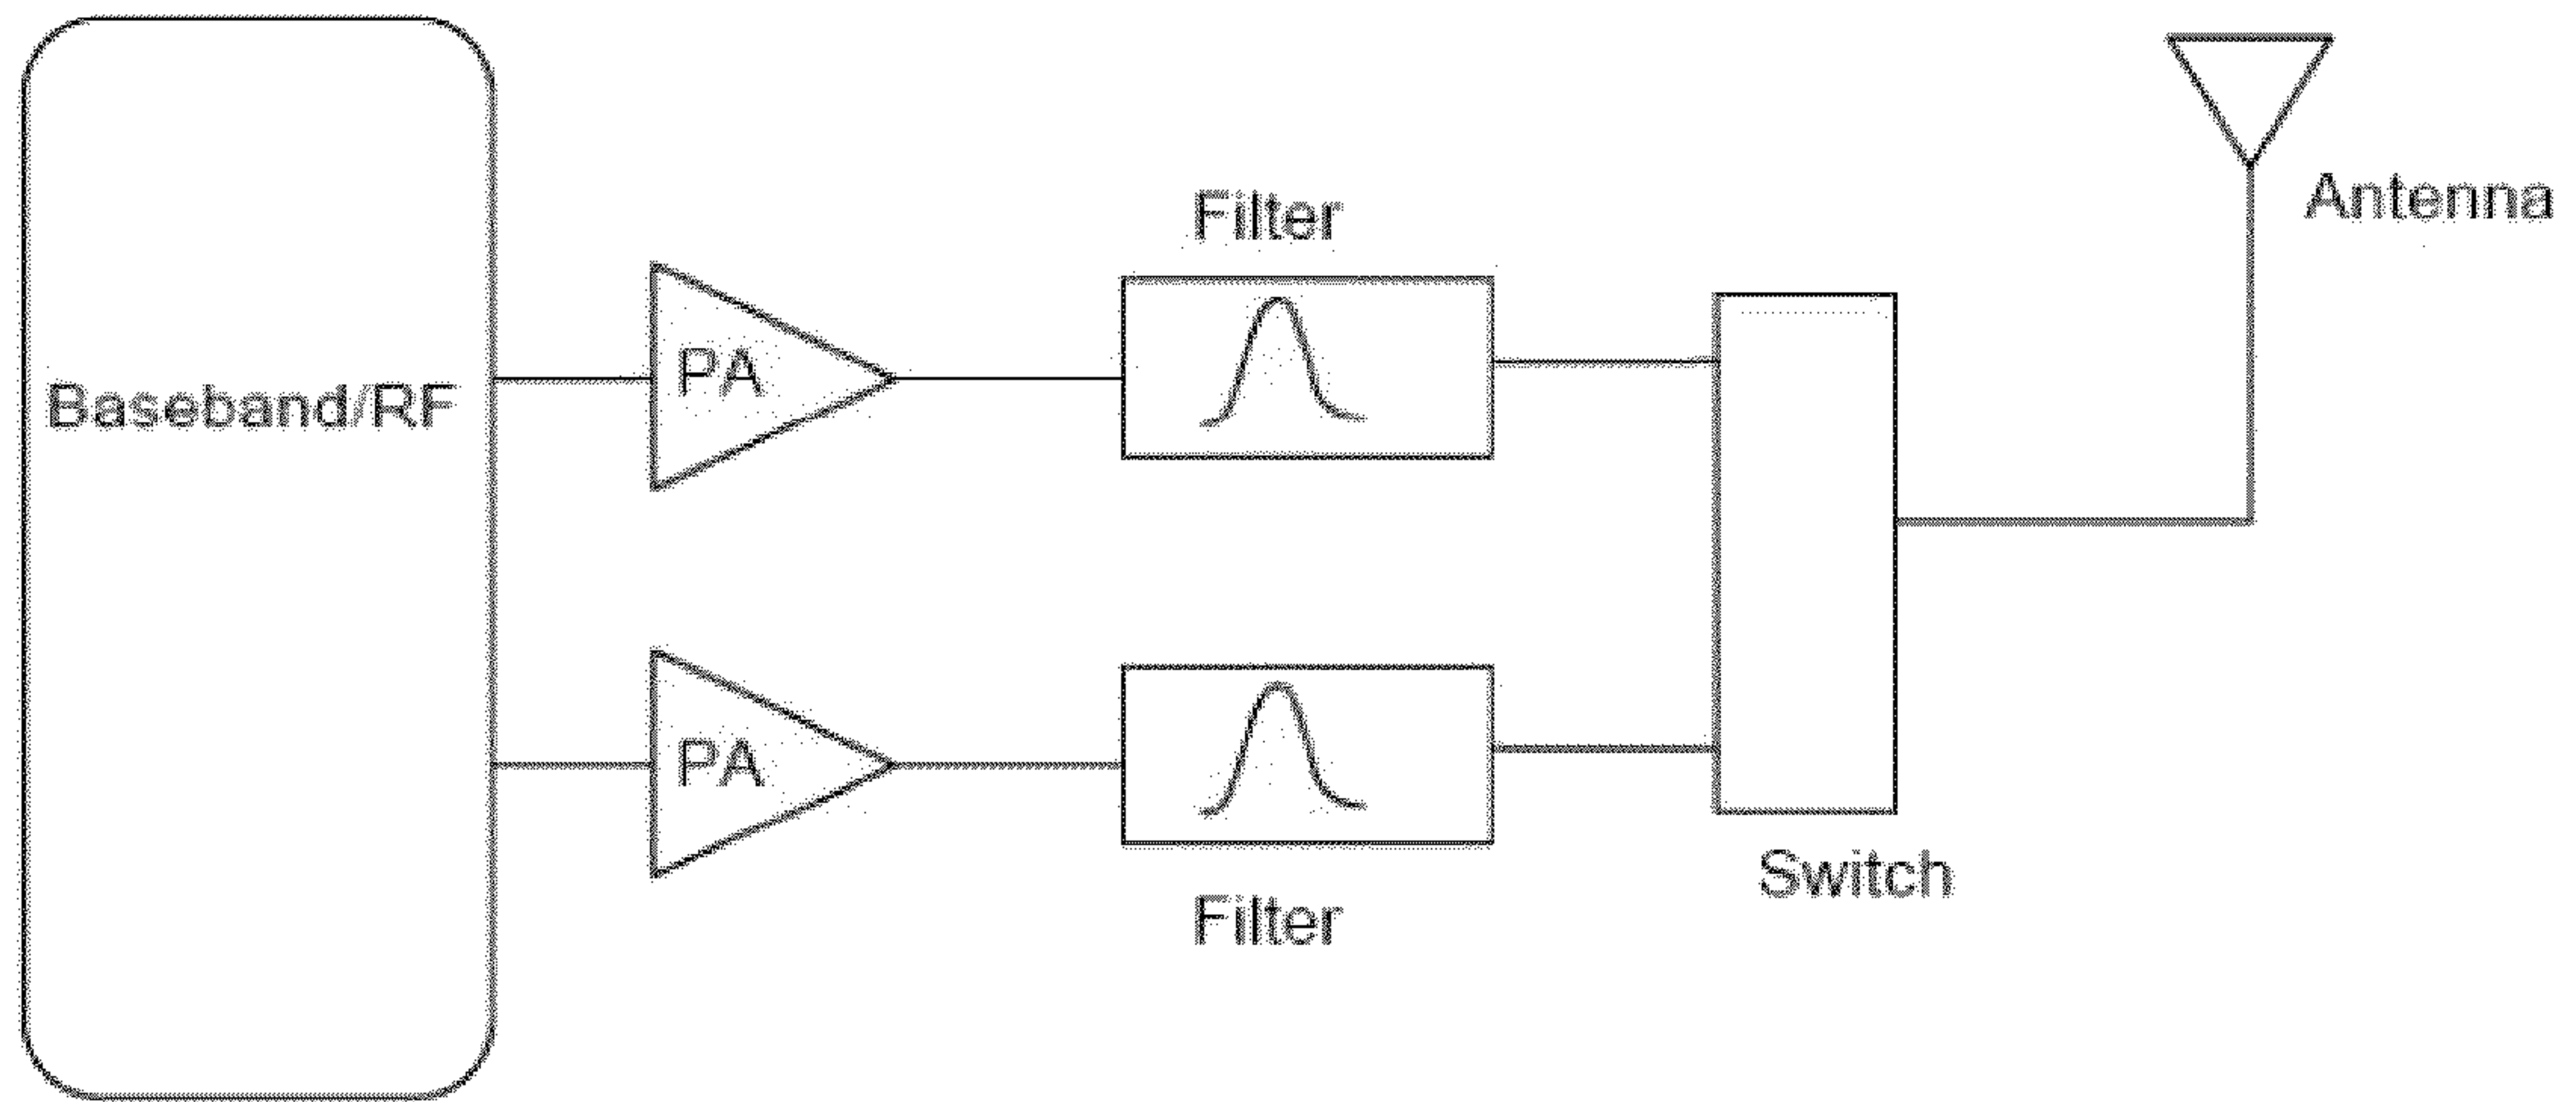 Antenna
Filter
PA
Baseband/RF
PA
Switch
Filter